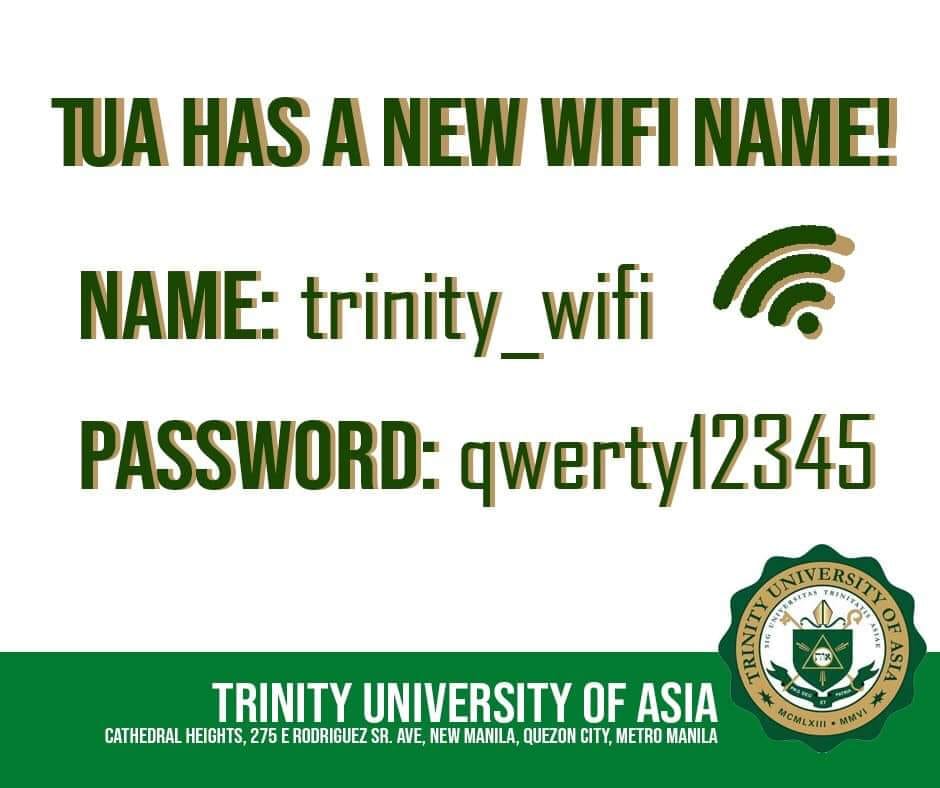 TUA HAS A NEW WIFI NAME!
NAME: trinity_wifi
PASSWORD: qwerty12345
TRINITY UNIVERSITY OF ASIA
SIG · UNIVERSITAS TRINITATIS ASIAE
PRO DEO ET PATRIA
MCMLXIII • MMVI
TRINITY UNIVERSITY OF ASIA
CATHEDRAL HEIGHTS, 275 E RODRIGUEZ SR. AVE, NEW MANILA, QUEZON CITY, METRO MANILA